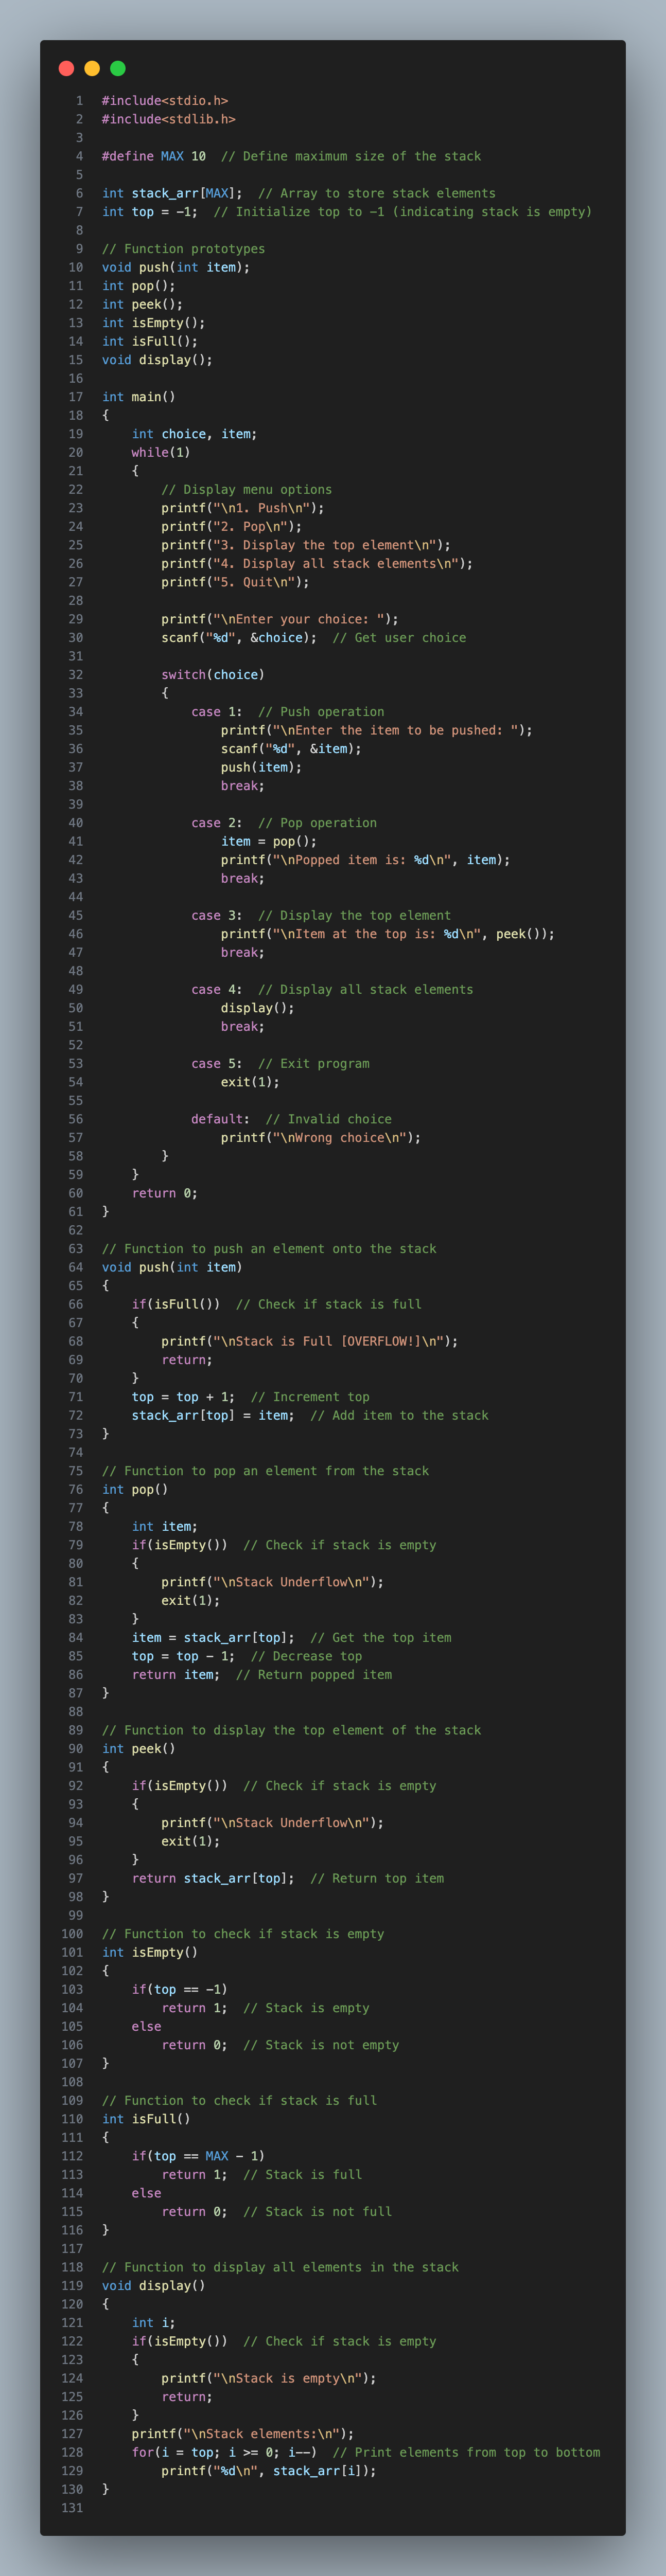 1 #include<stdio.h>
2 #include<stdlib.h>
3
4 #define MAX 10  // Define maximum size of the stack
5
6 int stack_arr[MAX];  // Array to store stack elements
7 int top = -1;  // Initialize top to -1 (indicating stack is empty)
8
9 // Function prototypes
10 void push(int item);
11 int pop();
12 int peek();
13 int isEmpty();
14 int isFull();
15 void display();
16
17 int main()
18 {
19     int choice, item;
20     while(1)
21     {
22         // Display menu options
23         printf("\n1. Push\n");
24         printf("2. Pop\n");
25         printf("3. Display the top element\n");
26         printf("4. Display all stack elements\n");
27         printf("5. Quit\n");
28
29         printf("\nEnter your choice: ");
30         scanf("%d", &choice);  // Get user choice
31
32         switch(choice)
33         {
34             case 1:  // Push operation
35                 printf("\nEnter the item to be pushed: ");
36                 scanf("%d", &item);
37                 push(item);
38                 break;
39
40             case 2:  // Pop operation
41                 item = pop();
42                 printf("\nPopped item is: %d\n", item);
43                 break;
44
45             case 3:  // Display the top element
46                 printf("\nItem at the top is: %d\n", peek());
47                 break;
48
49             case 4:  // Display all stack elements
50                 display();
51                 break;
52
53             case 5:  // Exit program
54                 exit(1);
55
56             default:  // Invalid choice
57                 printf("\nWrong choice\n");
58         }
59     }
60     return 0;
61 }
62
63 // Function to push an element onto the stack
64 void push(int item)
65 {
66     if(isFull())  // Check if stack is full
67     {
68         printf("\nStack is Full [OVERFLOW!]\n");
69         return;
70     }
71     top = top + 1;  // Increment top
72     stack_arr[top] = item;  // Add item to the stack
73 }
74
75 // Function to pop an element from the stack
76 int pop()
77 {
78     int item;
79     if(isEmpty())  // Check if stack is empty
80     {
81         printf("\nStack Underflow\n");
82         exit(1);
83     }
84     item = stack_arr[top];  // Get the top item
85     top = top - 1;  // Decrease top
86     return item;  // Return popped item
87 }
88
89 // Function to display the top element of the stack
90 int peek()
91 {
92     if(isEmpty())  // Check if stack is empty
93     {
94         printf("\nStack Underflow\n");
95         exit(1);
96     }
97     return stack_arr[top];  // Return top item
98 }
99
100 // Function to check if stack is empty
101 int isEmpty()
102 {
103     if(top == -1)
104         return 1;  // Stack is empty
105     else
106         return 0;  // Stack is not empty
107 }
108
109 // Function to check if stack is full
110 int isFull()
111 {
112     if(top == MAX - 1)
113         return 1;  // Stack is full
114     else
115         return 0;  // Stack is not full
116 }
117
118 // Function to display all elements in the stack
119 void display()
120 {
121     int i;
122     if(isEmpty())  // Check if stack is empty
123     {
124         printf("\nStack is empty\n");
125         return;
126     }
127     printf("\nStack elements:\n");
128     for(i = top; i >= 0; i--)  // Print elements from top to bottom
129         printf("%d\n", stack_arr[i]);
130 }
131